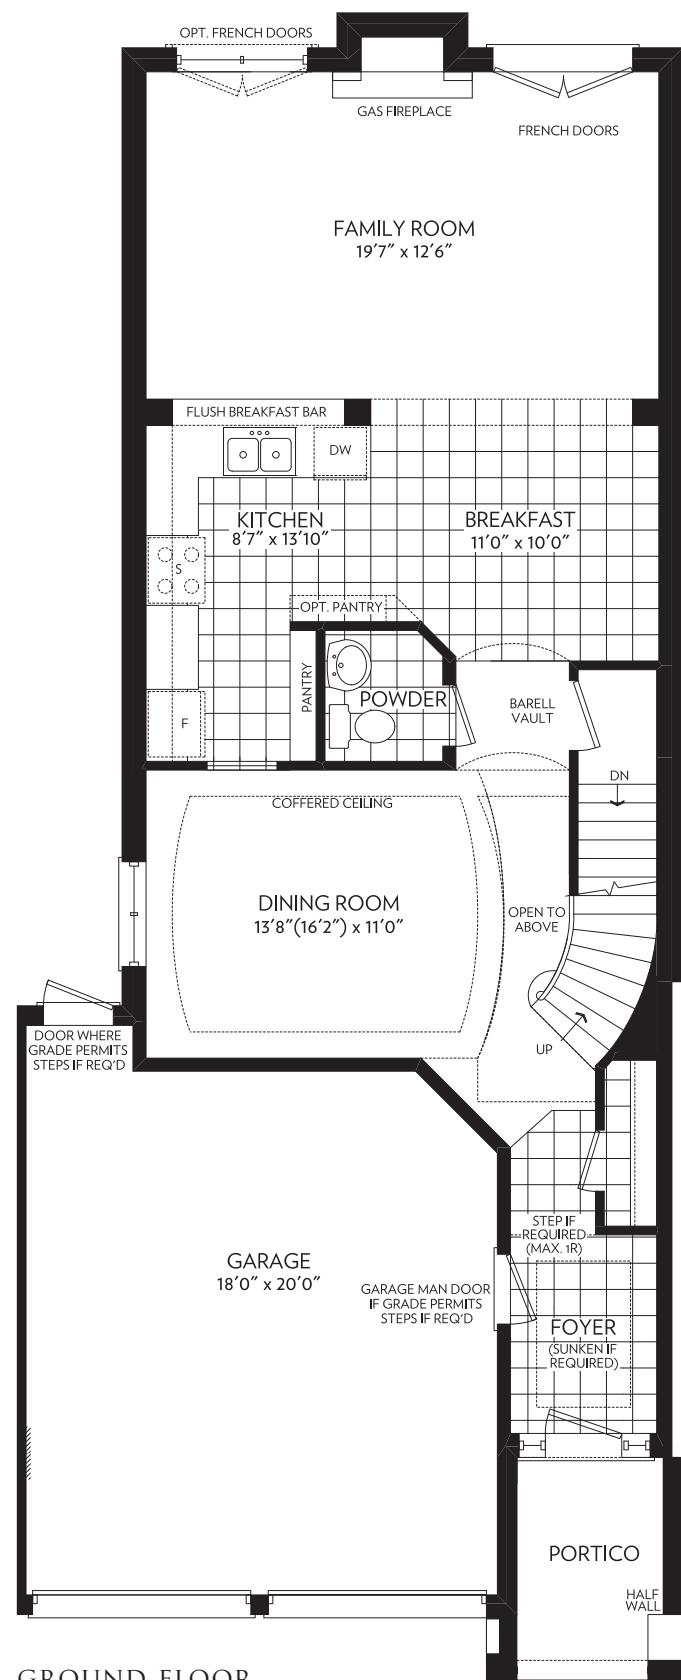 OPT. FRENCH DOORS
GAS FIREPLACE
FRENCH DOORS
FAMILY ROOM
19'7" x 12'6"
FLUSH BREAKFAST BAR
DW
KITCHEN
8'7" x 13'10"
BREAKFAST
11'0" x 10'0"
S
OPT. PANTRY
PANTRY
POWDER
BARELL
VAULT
F
DN
COFFERED CEILING
DINING ROOM
13'8"(16'2") x 11'0"
OPEN TO
ABOVE
UP
DOOR WHERE
GRADE PERMITS
STEPS IF REQ'D
STEP IF
REQUIRED
(MAX. 1R)
GARAGE
18'0" x 20'0"
GARAGE MAN DOOR
IF GRADE PERMITS
STEPS IF REQ'D
FOYER
(SUNKEN IF
REQUIRED)
PORTICO
HALF
WALL
GROUND FLOOR